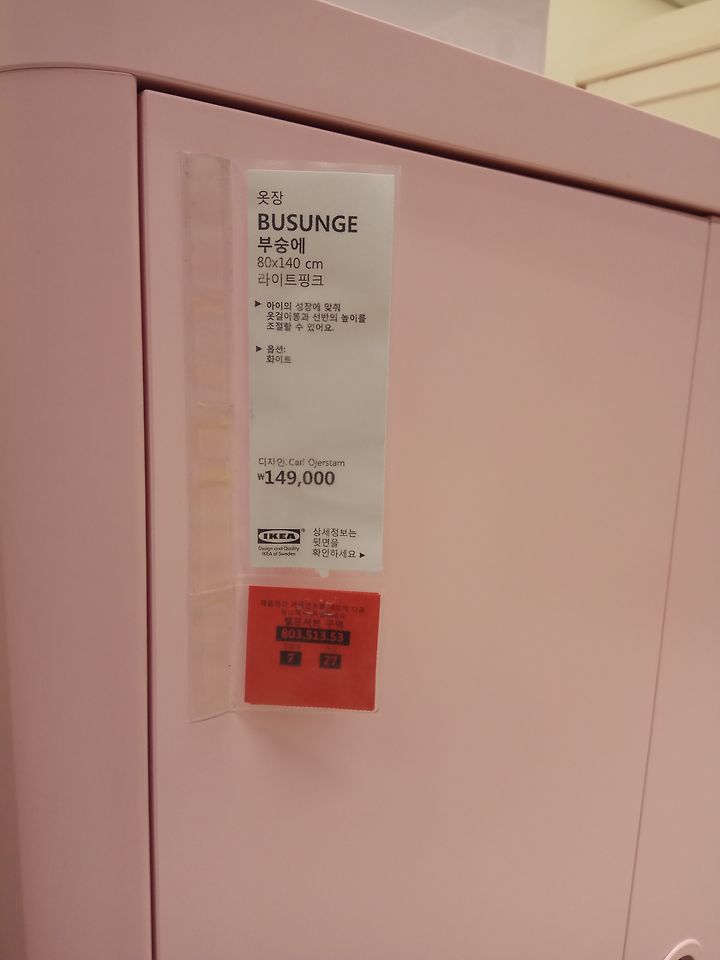 옷장
BUSUNGE
부숭에
80x140 cm
라이트핑크
▶ 아이의 성장에 맞춰
옷걸이봉과 선반의 높이를
조절할 수 있어요.
▶ 옵션:
화이트
디자인 Carl Öjerstam
₩149,000
IKEA®
Design and Quality
IKEA of Sweden
상세정보는
뒷면을
확인하세요 ▶
셀프서브 구역
803.513.53
7 27